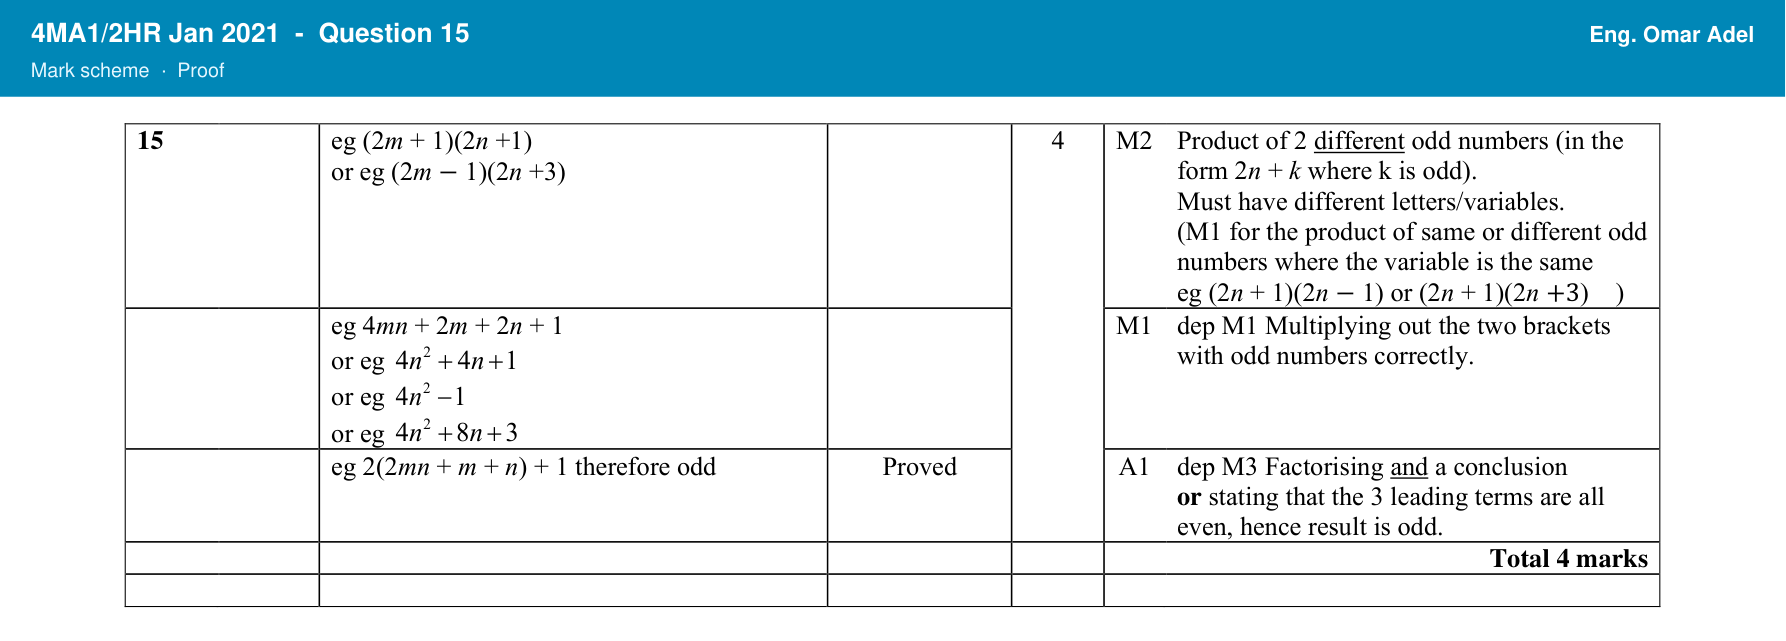 4MA1/2HR Jan 2021 - Question 15
Eng. Omar Adel
Mark scheme · Proof
15
eg (2m + 1)(2n +1)
or eg (2m − 1)(2n +3)
4
M2
Product of 2 different odd numbers (in the
form 2n + k where k is odd).
Must have different letters/variables.
(M1 for the product of same or different odd
numbers where the variable is the same
eg (2n + 1)(2n − 1) or (2n + 1)(2n +3) )
eg 4mn + 2m + 2n + 1
or eg 4n² + 4n + 1
or eg 4n² − 1
or eg 4n² + 8n + 3
M1
dep M1 Multiplying out the two brackets
with odd numbers correctly.
eg 2(2mn + m + n) + 1 therefore odd
Proved
A1
dep M3 Factorising and a conclusion
or stating that the 3 leading terms are all
even, hence result is odd.
Total 4 marks